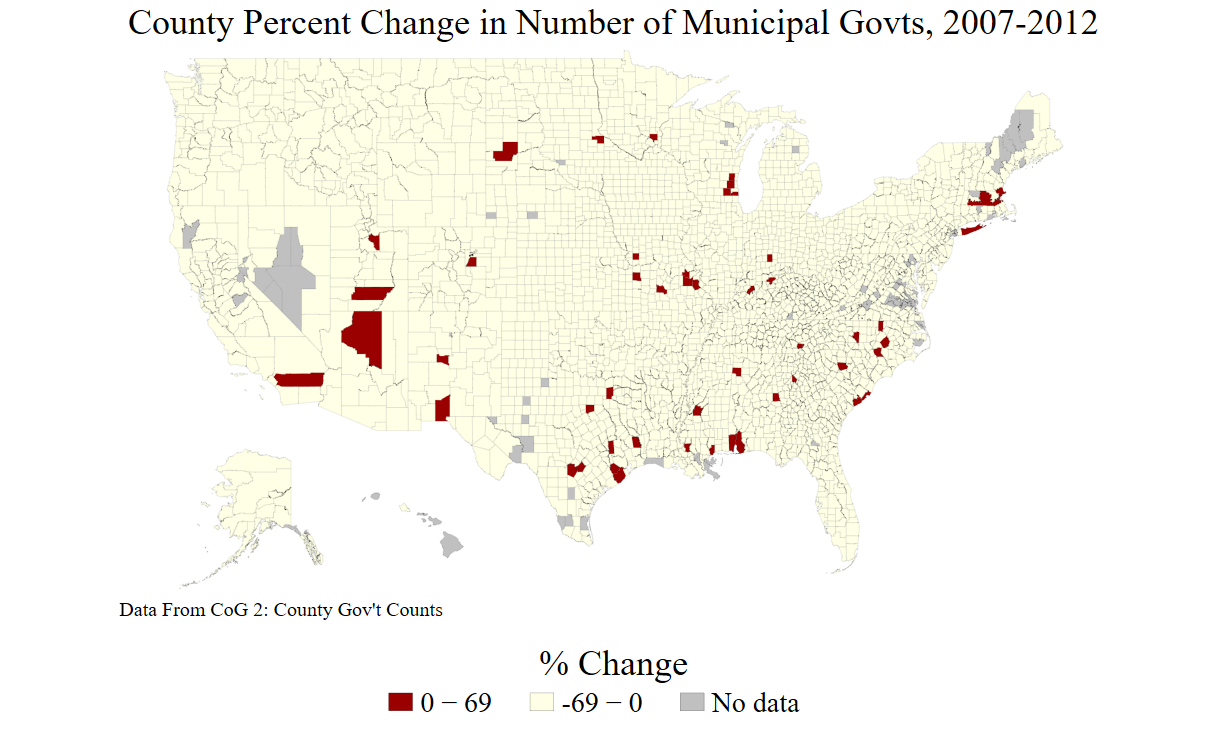 County Percent Change in Number of Municipal Govts, 2007-2012
Data From CoG 2: County Gov't Counts
% Change
0 − 69
-69 − 0
No data